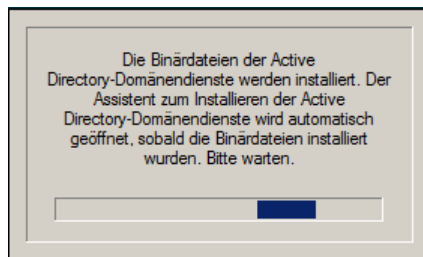 Die Binärdateien der Active
Directory-Domänendienste werden installiert. Der
Assistent zum Installieren der Active
Directory-Domänendienste wird automatisch
geöffnet, sobald die Binärdateien installiert
wurden. Bitte warten.